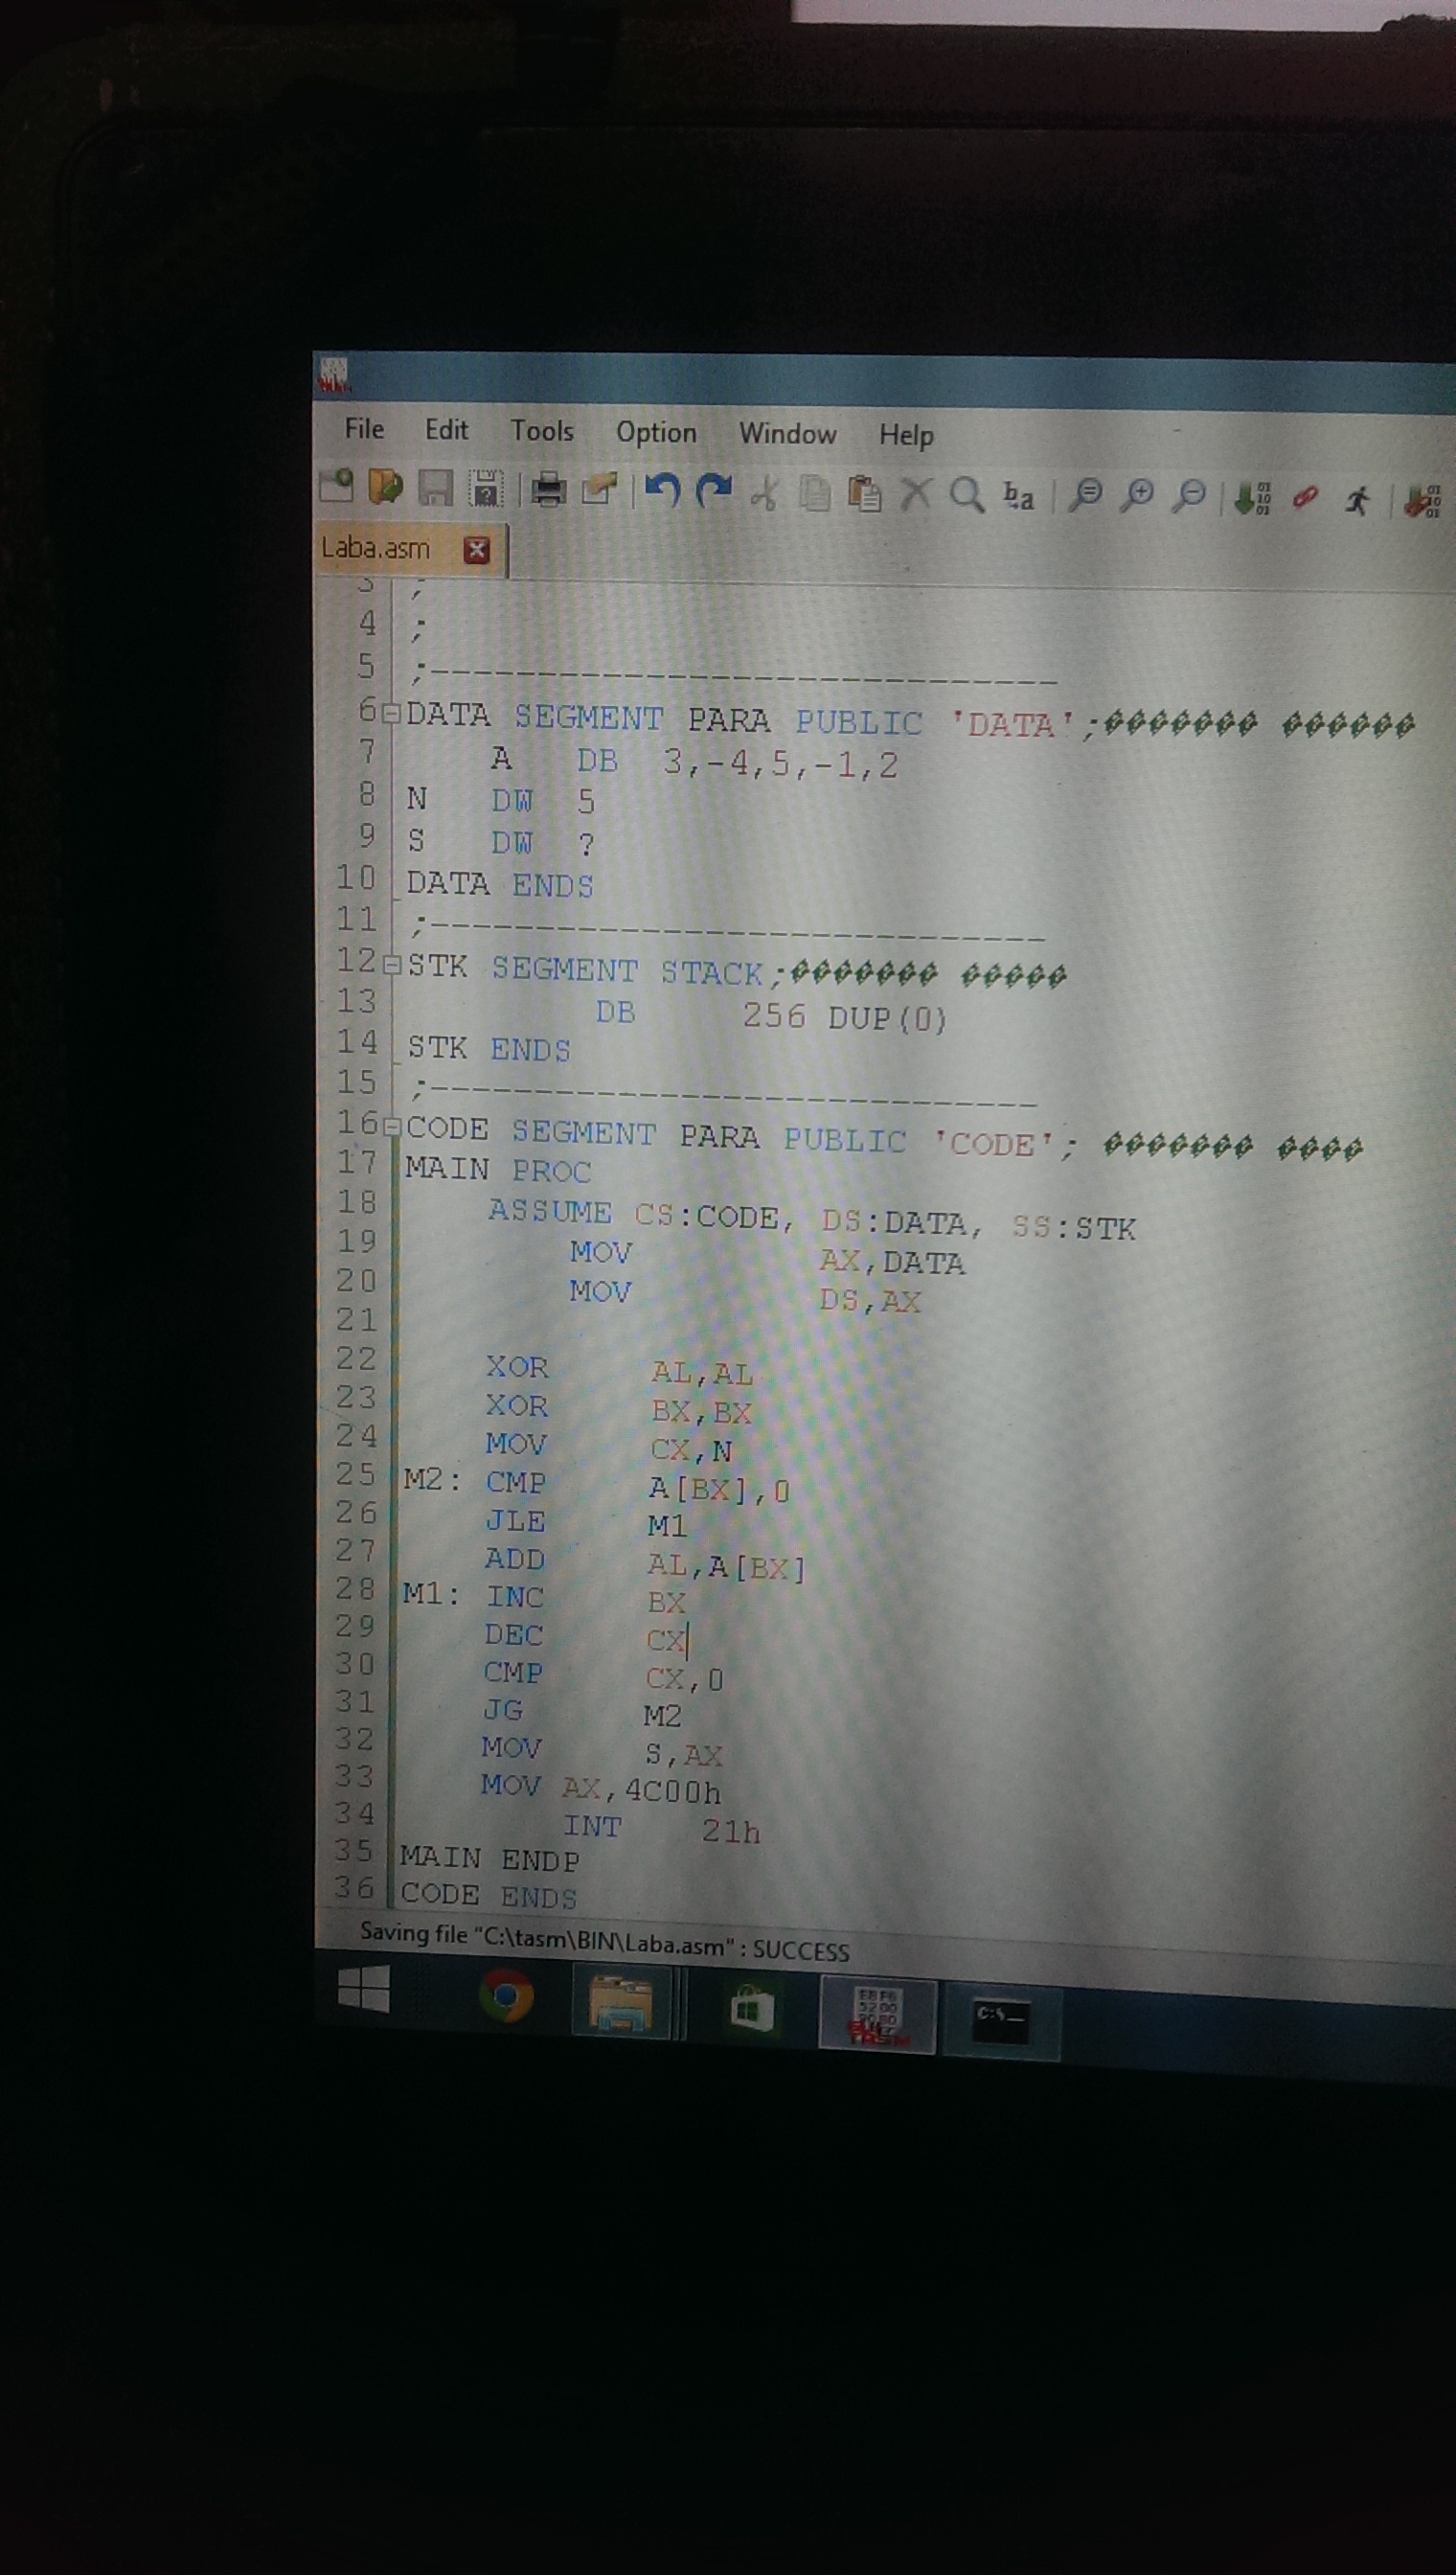 File Edit Tools Option Window Help
Laba.asm
3 ;
4 ;
5 ;------------------------------
6 DATA SEGMENT PARA PUBLIC 'DATA';������� ������
7 A DB 3,-4,5,-1,2
8 N DW 5
9 S DW ?
10 DATA ENDS
11 ;------------------------------
12 STK SEGMENT STACK;������� �����
13 DB 256 DUP(0)
14 STK ENDS
15 ;------------------------------
16 CODE SEGMENT PARA PUBLIC 'CODE'; ������� ����
17 MAIN PROC
18 ASSUME CS:CODE, DS:DATA, SS:STK
19 MOV AX,DATA
20 MOV DS,AX
21
22 XOR AL,AL
23 XOR BX,BX
24 MOV CX,N
25 M2: CMP A[BX],0
26 JLE M1
27 ADD AL,A[BX]
28 M1: INC BX
29 DEC CX
30 CMP CX,0
31 JG M2
32 MOV S,AX
33 MOV AX,4C00h
34 INT 21h
35 MAIN ENDP
36 CODE ENDS
Saving file "C:\tasm\BIN\Laba.asm" : SUCCESS